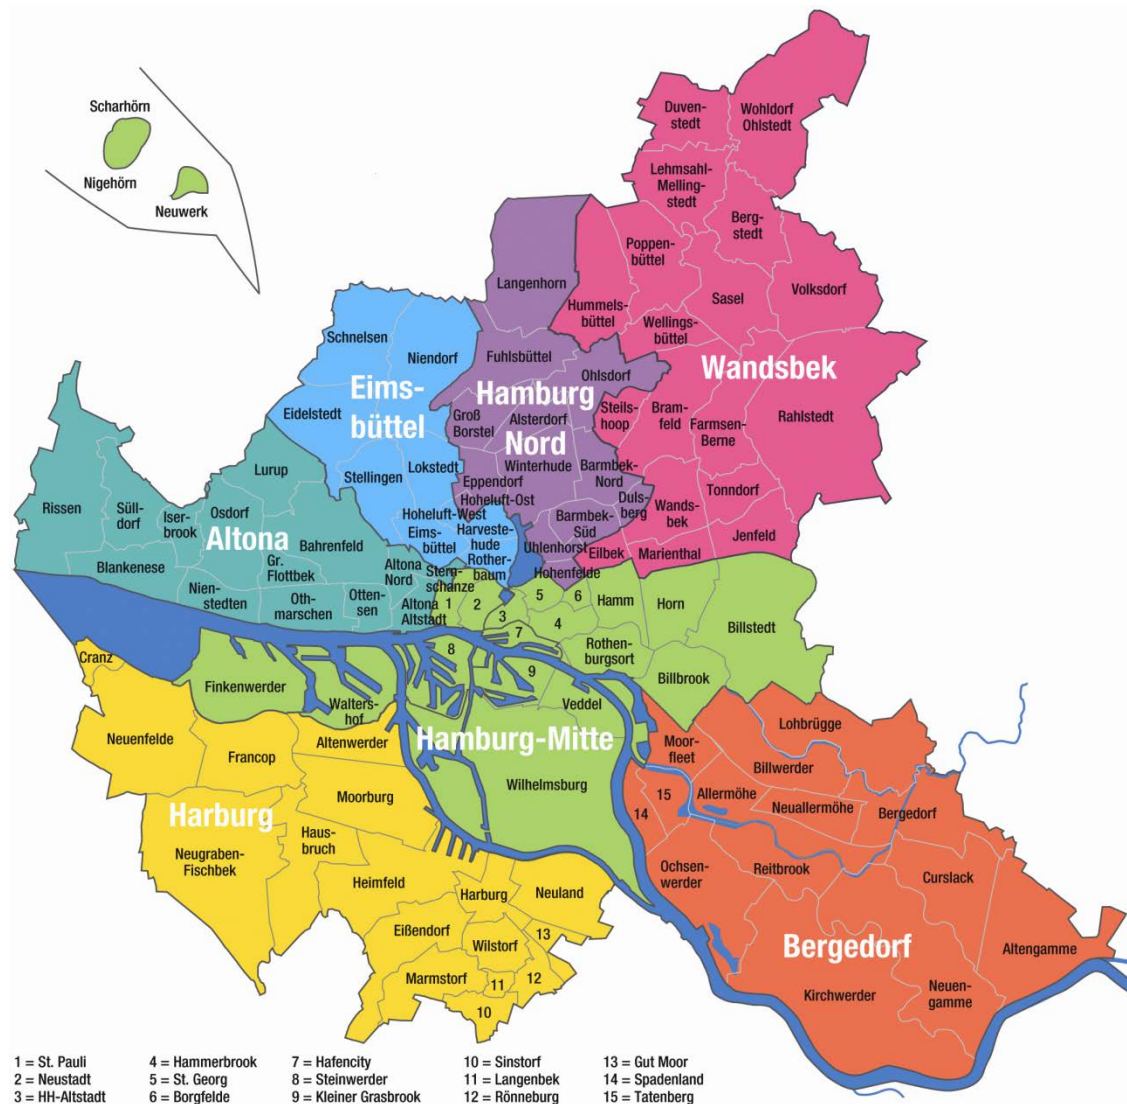 Scharhörn
Nigehörn
Neuwerk
Duven-
stedt
Wohldorf
Ohlstedt
Lehmsahl-
Melling-
stedt
Berg-
stedt
Poppen-
büttel
Langenhorn
Hummels-
büttel
Sasel
Volksdorf
Wellings-
büttel
Schnelsen
Niendorf
Fuhlsbüttel
Ohlsdorf
Wandsbek
Eims-
büttel
Hamburg
Nord
Eidelstedt
Groß
Borstel
Alsterdorf
Steils-
hoop
Bram-
feld
Farmsen-
Berne
Rahlstedt
Stellingen
Lokstedt
Winterhude
Barmbek-
Nord
Eppendorf
Hoheluft-Ost
Duls-
berg
Wands-
bek
Tonndorf
Jenfeld
Hoheluft-West
Eims-
büttel
Harveste-
hude
Rother-
baum
Barmbek-
Süd
Uhlenhorst
Eilbek
Marienthal
Hohenfelde
Lurup
Rissen
Süll-
dorf
Iser-
brook
Osdorf
Altona
Bahrenfeld
Blankenese
Gr.
Flottbek
Altona
Nord
Stern-
schanze
Nien-
stedten
Oth-
marschen
Otten-
sen
Altona
Altstadt
1
2
3
4
5
6
7
8
9
Hamm
Horn
Billstedt
Rothen-
burgsort
Billbrook
Cranz
Finkenwerder
Walters-
hof
Veddel
Hamburg-Mitte
Wilhelmsburg
Neuenfelde
Francop
Altenwerder
Moorburg
Harburg
Haus-
bruch
Neugraben-
Fischbek
Heimfeld
Harburg
Neuland
Eißendorf
Wilstorf
13
Marmstorf
11
12
10
Moor-
fleet
Lohbrügge
Billwerder
15
14
Allermöhe
Neuallermöhe
Bergedorf
Ochsen-
werder
Reitbrook
Curslack
Bergedorf
Altengamme
Kirchwerder
Neuen-
gamme
1 = St. Pauli
2 = Neustadt
3 = HH-Altstadt
4 = Hammerbrook
5 = St. Georg
6 = Borgfelde
7 = Hafencity
8 = Steinwerder
9 = Kleiner Grasbrook
10 = Sinstorf
11 = Langenbek
12 = Rönneburg
13 = Gut Moor
14 = Spadenland
15 = Tatenberg